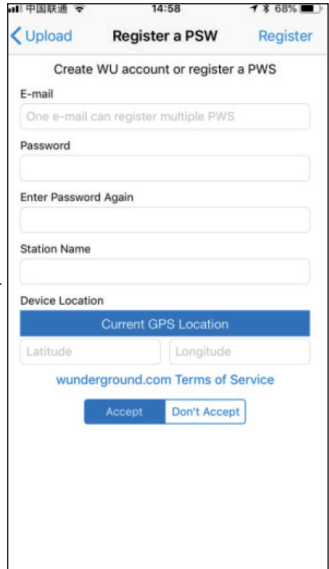 中国联通 14:58 68%
Upload Register a PSW Register
Create WU account or register a PWS
E-mail
One e-mail can register multiple PWS
Password
Enter Password Again
Station Name
Device Location
Current GPS Location
Latitude Longitude
wunderground.com Terms of Service
Accept Don't Accept